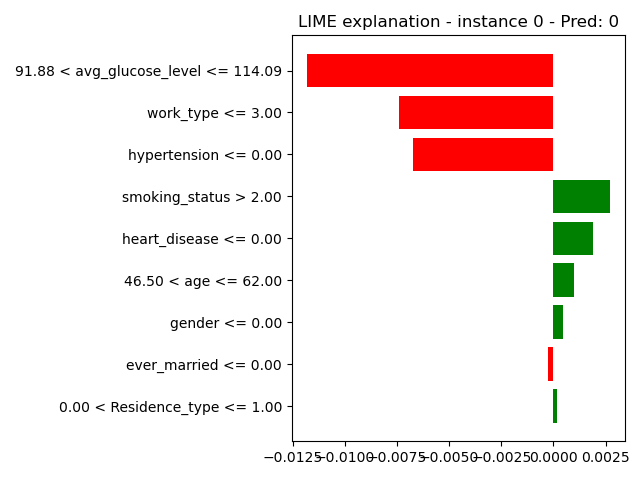 LIME explanation - instance 0 - Pred: 0
91.88 < avg_glucose_level <= 114.09
work_type <= 3.00
hypertension <= 0.00
smoking_status > 2.00
heart_disease <= 0.00
46.50 < age <= 62.00
gender <= 0.00
ever_married <= 0.00
0.00 < Residence_type <= 1.00
−0.0125 −0.0100 −0.0075 −0.0050 −0.0025 0.0000 0.0025